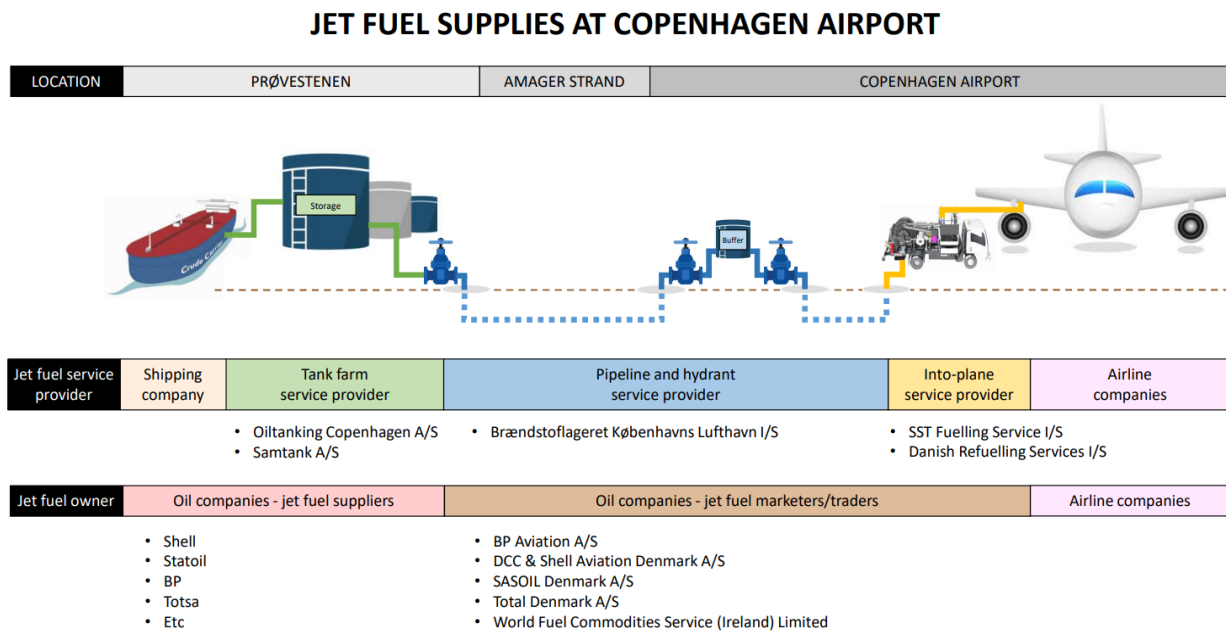 JET FUEL SUPPLIES AT COPENHAGEN AIRPORT
LOCATION
PRØVESTENEN
AMAGER STRAND
COPENHAGEN AIRPORT
Storage
Crude Carrier
Buffer
Jet fuel service
provider
Shipping
company
Tank farm
service provider
Pipeline and hydrant
service provider
Into-plane
service provider
Airline
companies
• Oiltanking Copenhagen A/S
• Samtank A/S
• Brændstoflageret Københavns Lufthavn I/S
• SST Fuelling Service I/S
• Danish Refuelling Services I/S
Jet fuel owner
Oil companies - jet fuel suppliers
Oil companies - jet fuel marketers/traders
Airline companies
• Shell
• Statoil
• BP
• Totsa
• Etc
• BP Aviation A/S
• DCC & Shell Aviation Denmark A/S
• SASOIL Denmark A/S
• Total Denmark A/S
• World Fuel Commodities Service (Ireland) Limited